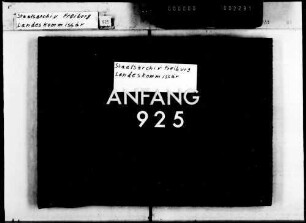 Staatsarchiv Freiburg
Landeskommissär
Staatsarchiv Freiburg
Landeskommissär
ANFANG
925